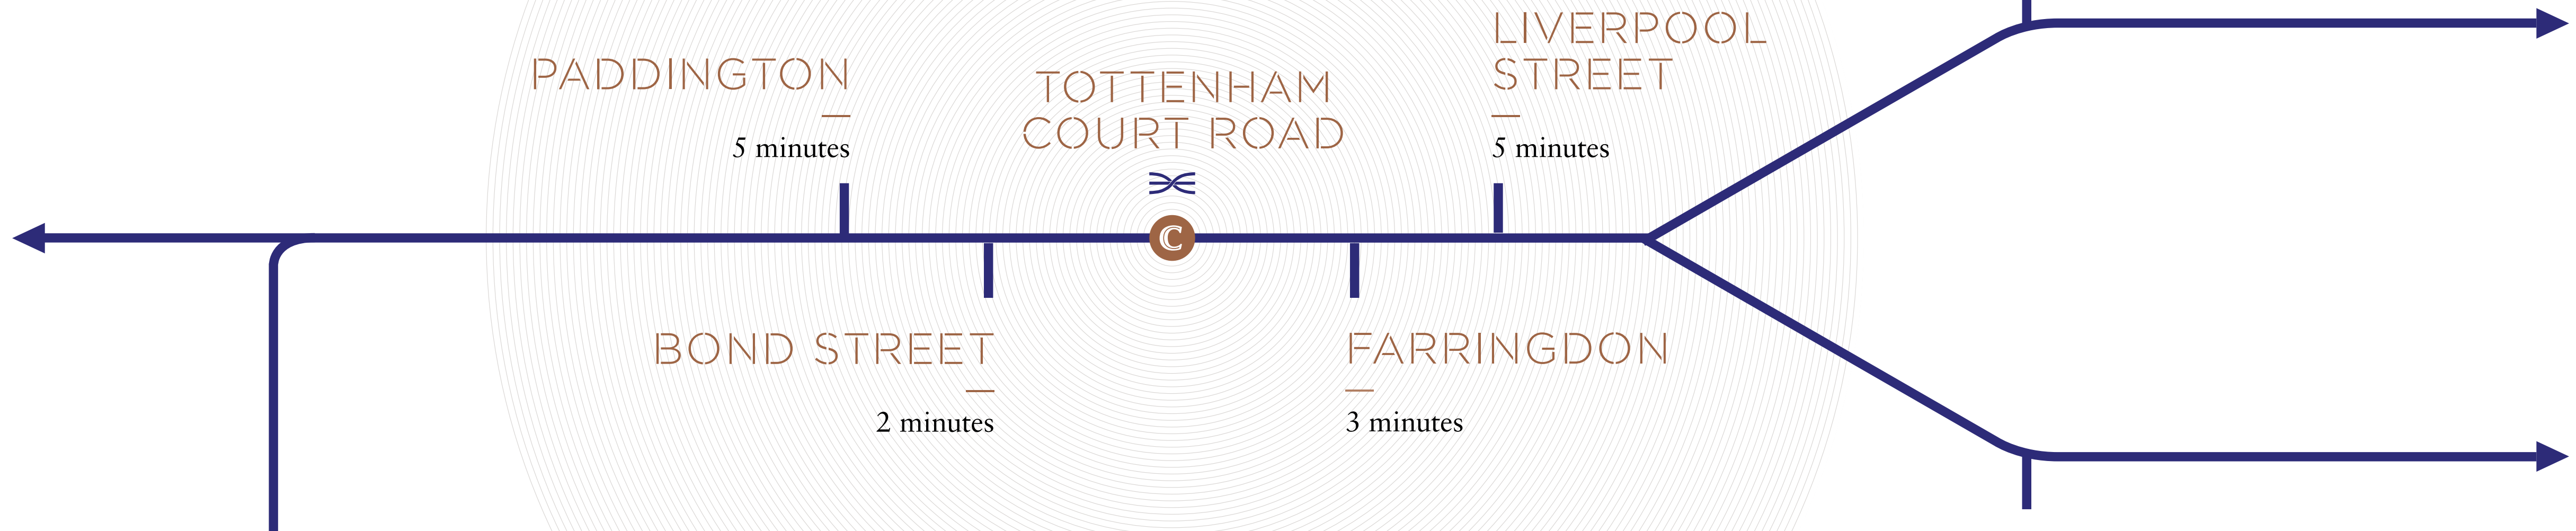 PADDINGTON
5 minutes
BOND STREET
2 minutes
TOTTENHAM
COURT ROAD
C
FARRINGDON
3 minutes
LIVERPOOL
STREET
5 minutes